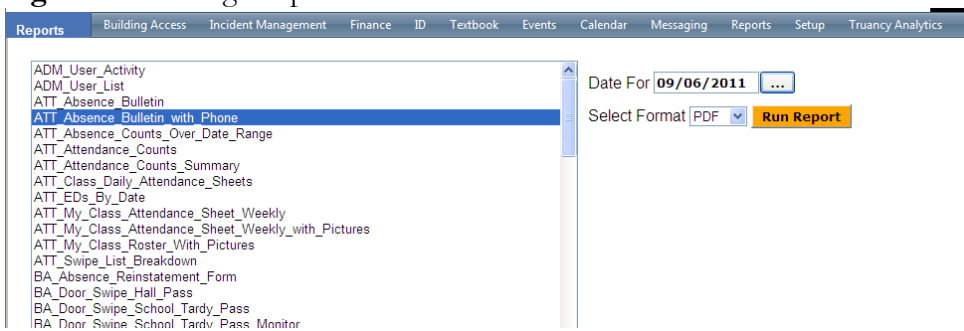 Reports Building Access Incident Management Finance ID Textbook Events Calendar Messaging Reports Setup Truancy Analytics
ADM_User_Activity
ADM_User_List
ATT_Absence_Bulletin
ATT_Absence_Bulletin_with_Phone
ATT_Absence_Counts_Over_Date_Range
ATT_Attendance_Counts
ATT_Attendance_Counts_Summary
ATT_Class_Daily_Attendance_Sheets
ATT_EDs_By_Date
ATT_My_Class_Attendance_Sheet_Weekly
ATT_My_Class_Attendance_Sheet_Weekly_with_Pictures
ATT_My_Class_Roster_With_Pictures
ATT_Swipe_List_Breakdown
BA_Absence_Reinstatement_Form
BA_Door_Swipe_Hall_Pass
BA_Door_Swipe_School_Tardy_Pass
BA_Door_Swipe_School_Tardy_Pass_Monitor
Date For 09/06/2011 ...
Select Format PDF Run Report